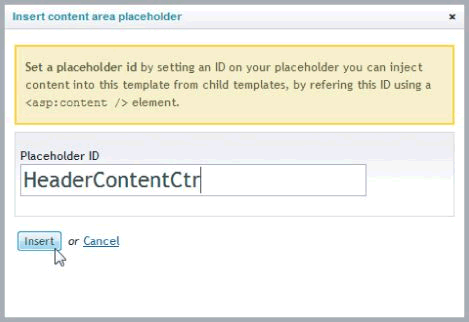 Insert content area placeholder
Set a placeholder id by setting an ID on your placeholder you can inject
content into this template from child templates, by refering this ID using a
<asp:content /> element.
Placeholder ID
HeaderContentCtr
Insert or Cancel